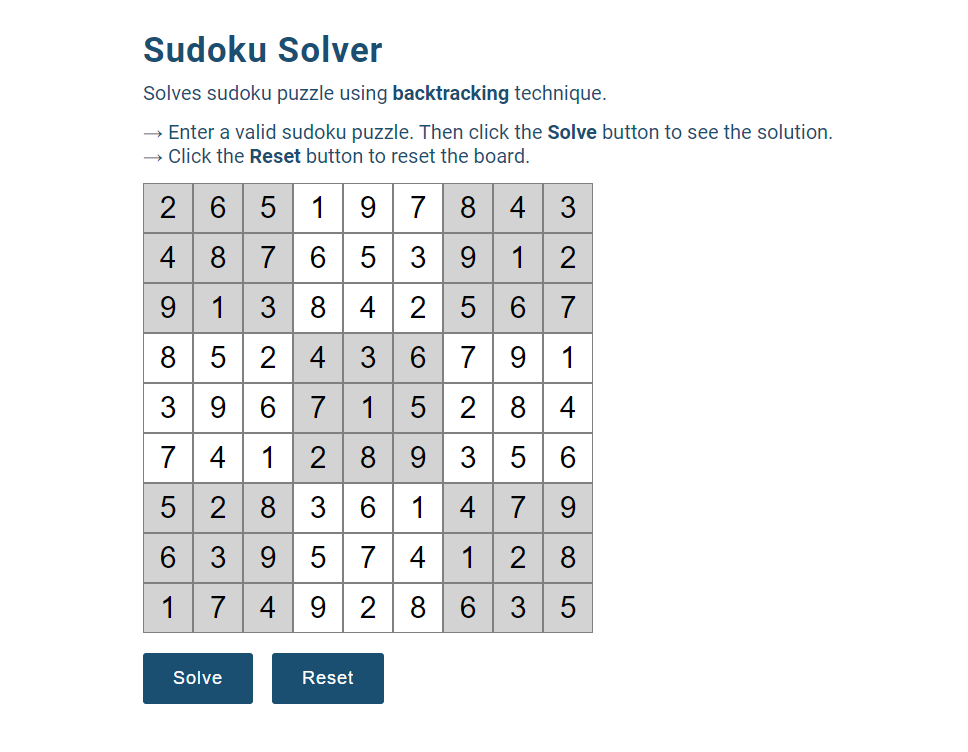 Sudoku Solver
Solves sudoku puzzle using backtracking technique.
→ Enter a valid sudoku puzzle. Then click the Solve button to see the solution.
→ Click the Reset button to reset the board.
2 6 5 1 9 7 8 4 3
4 8 7 6 5 3 9 1 2
9 1 3 8 4 2 5 6 7
8 5 2 4 3 6 7 9 1
3 9 6 7 1 5 2 8 4
7 4 1 2 8 9 3 5 6
5 2 8 3 6 1 4 7 9
6 3 9 5 7 4 1 2 8
1 7 4 9 2 8 6 3 5
Solve Reset